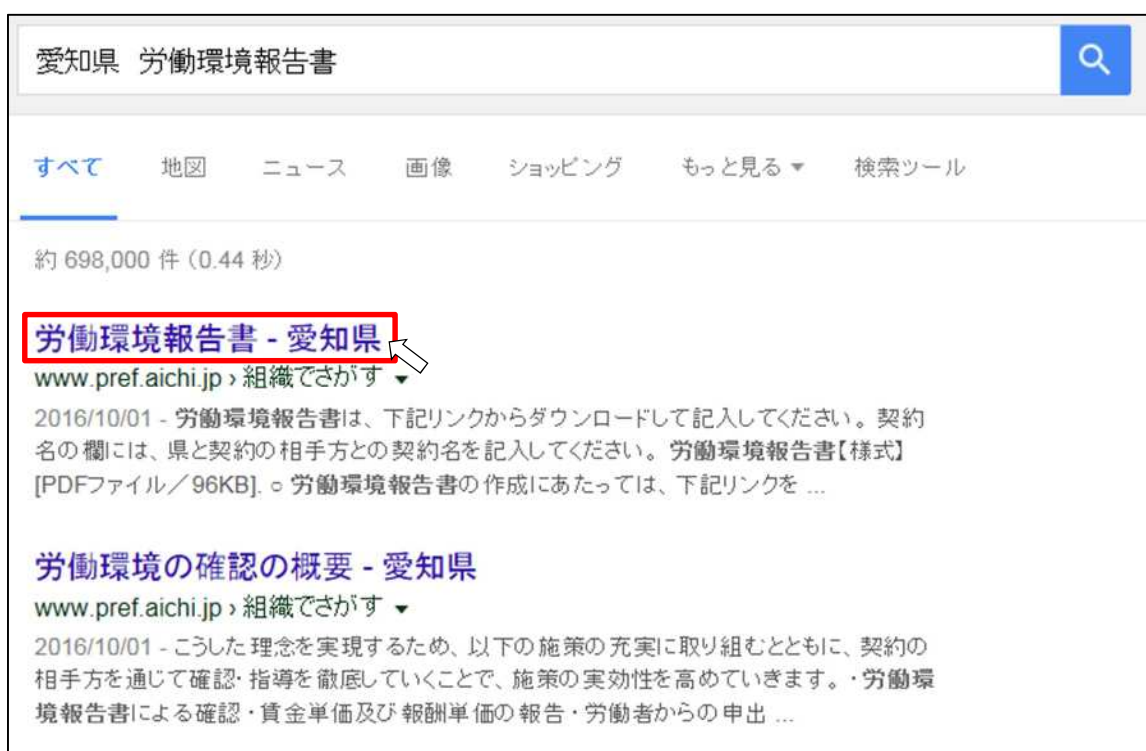 愛知県 労働環境報告書
すべて 地図 ニュース 画像 ショッピング もっと見る ▼ 検索ツール
約 698,000 件 (0.44 秒)
労働環境報告書 - 愛知県
www.pref.aichi.jp › 組織でさがす ▼
2016/10/01 - 労働環境報告書は、下記リンクからダウンロードして記入してください。契約
名の欄には、県と契約の相手方との契約名を記入してください。 労働環境報告書【様式】
[PDFファイル／96KB]. ○ 労働環境報告書の作成にあたっては、下記リンクを ...
労働環境の確認の概要 - 愛知県
www.pref.aichi.jp › 組織でさがす ▼
2016/10/01 - こうした理念を実現するため、以下の施策の充実に取り組むとともに、契約の
相手方を通じて確認・指導を徹底していくことで、施策の実効性を高めていきます。・労働環
境報告書による確認・賃金単価及び報酬単価の報告・労働者からの申出 ...